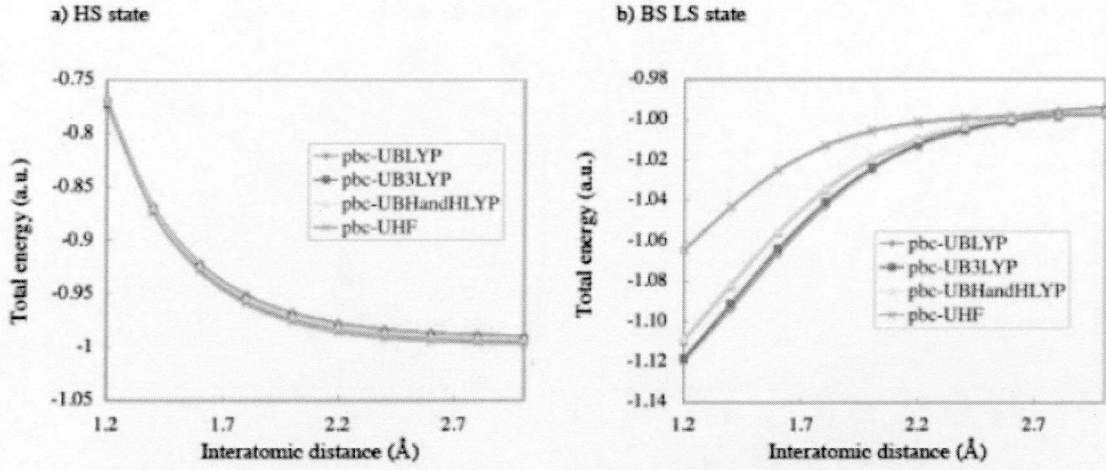 a) HS state
-0.75
-0.8
-0.85
-0.9
-0.95
-1
-1.05
1.2
1.7
2.2
2.7
Total energy (a.u.)
Interatomic distance (Å)
pbc-UBLYP
pbc-UB3LYP
pbc-UBHandHLYP
pbc-UHF
b) BS LS state
-0.98
-1.00
-1.02
-1.04
-1.06
-1.08
-1.10
-1.12
-1.14
1.2
1.7
2.2
2.7
Total energy (a.u.)
Interatomic distance (Å)
pbc-UBLYP
pbc-UB3LYP
pbc-UBHandHLYP
pbc-UHF